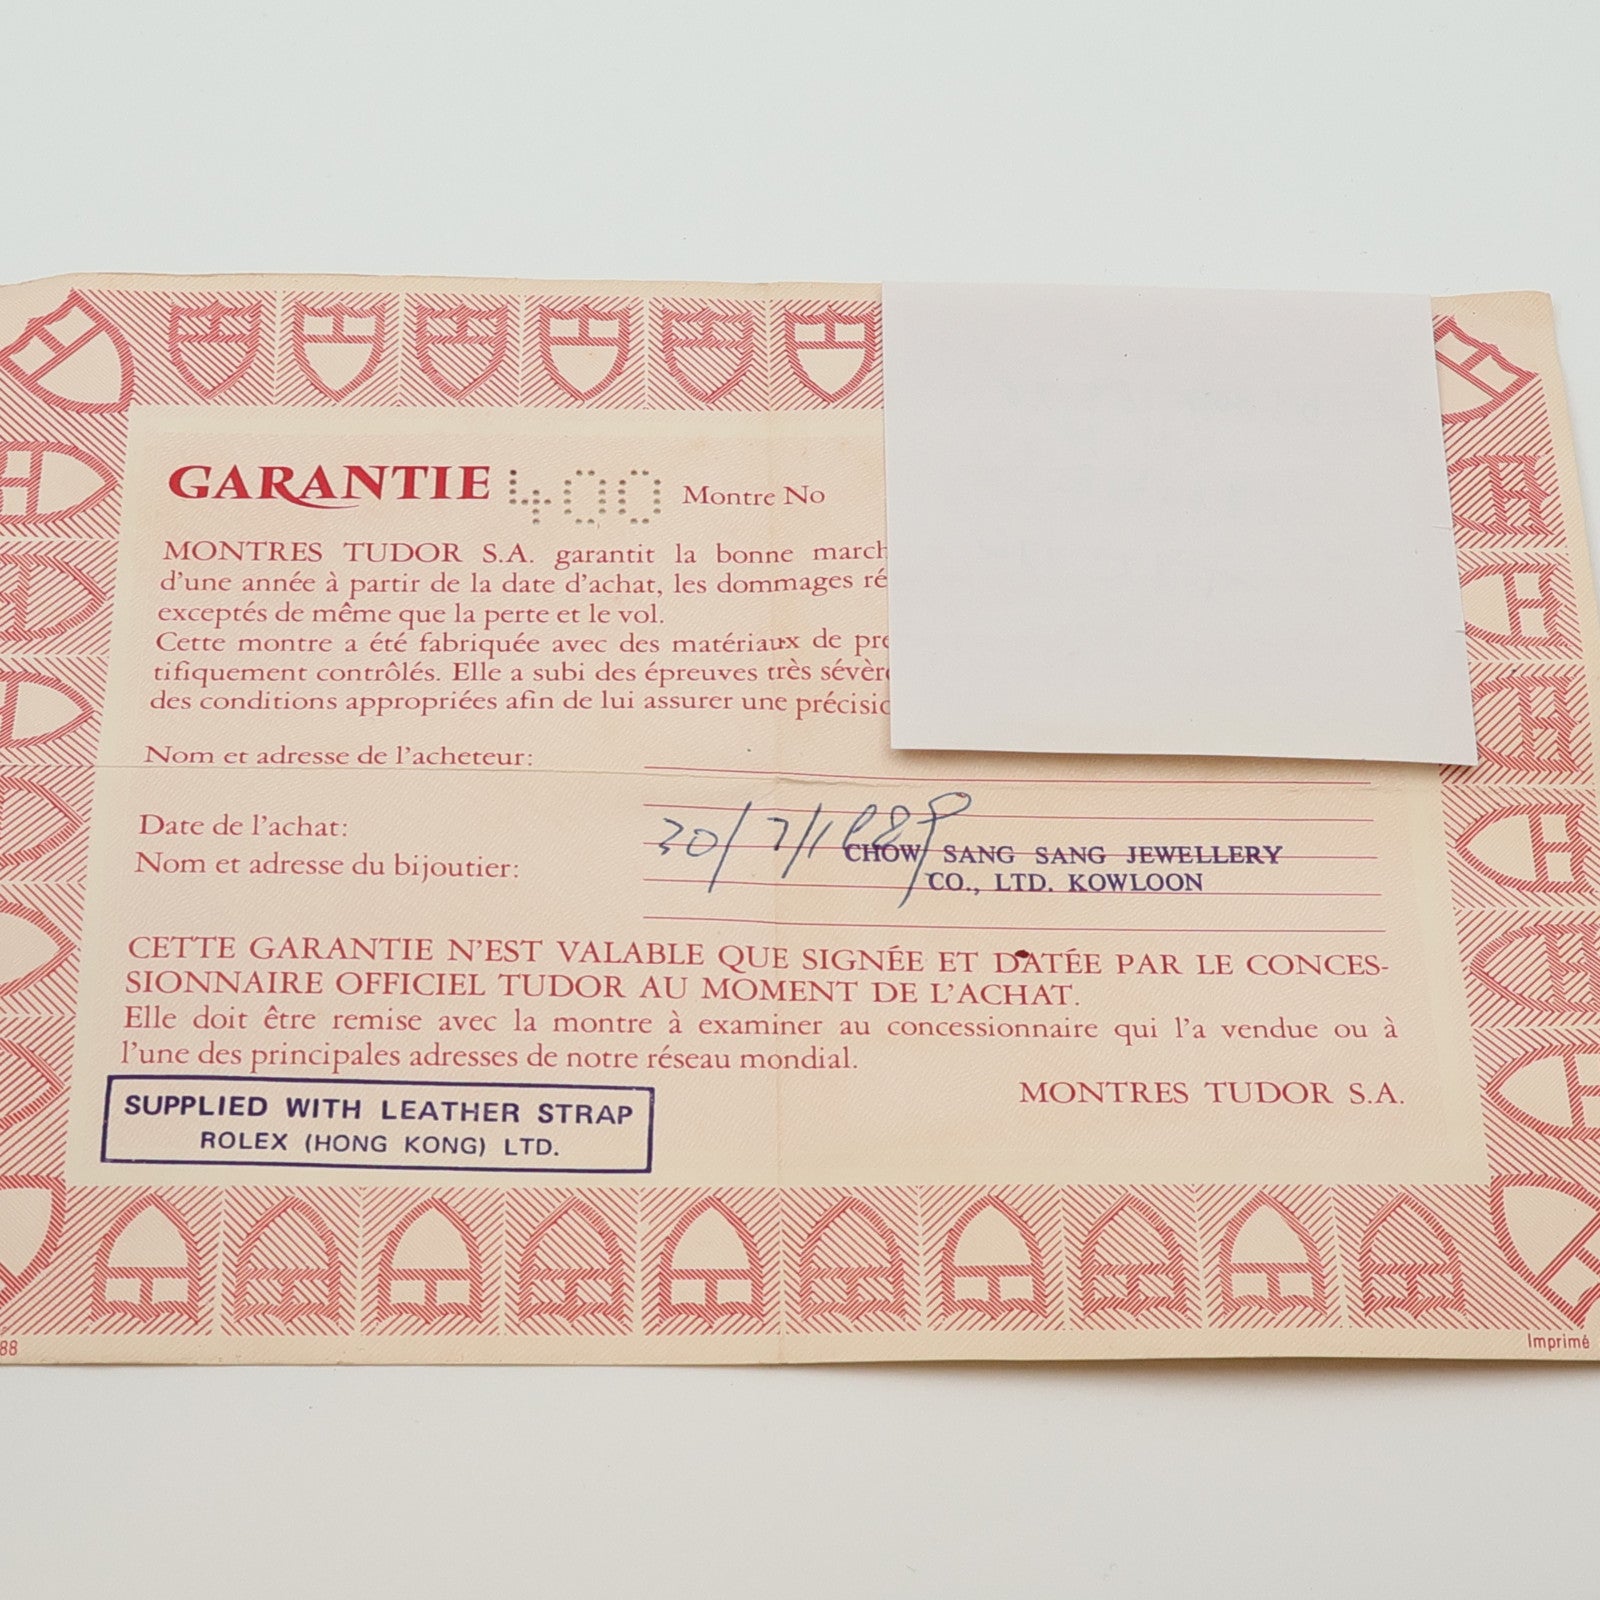 GARANTIE 400 Montre No
MONTRES TUDOR S.A. garantit la bonne march
d'une année à partir de la date d'achat, les dommages ré
exceptés de même que la perte et le vol.
Cette montre a été fabriquée avec des matériaux de pre
tifiquement contrôlés. Elle a subi des épreuves très sévère
des conditions appropriées afin de lui assurer une précisio
Nom et adresse de l'acheteur:
Date de l'achat: 30/7/1989
Nom et adresse du bijoutier: CHOW SANG SANG JEWELLERY
CO., LTD. KOWLOON
CETTE GARANTIE N'EST VALABLE QUE SIGNÉE ET DATÉE PAR LE CONCES-
SIONNAIRE OFFICIEL TUDOR AU MOMENT DE L'ACHAT.
Elle doit être remise avec la montre à examiner au concessionnaire qui l'a vendue ou à
l'une des principales adresses de notre réseau mondial.
MONTRES TUDOR S.A.
SUPPLIED WITH LEATHER STRAP
ROLEX (HONG KONG) LTD.
88
Imprimé